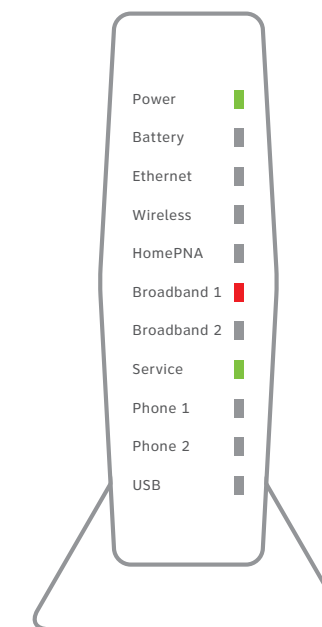 Power
Battery
Ethernet
Wireless
HomePNA
Broadband 1
Broadband 2
Service
Phone 1
Phone 2
USB